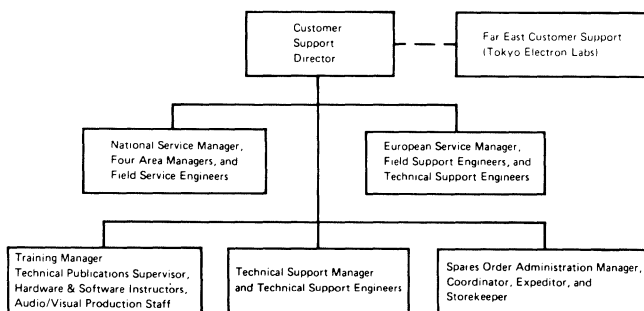 Customer
Support
Director
Far East Customer Support
(Tokyo Electron Labs)
National Service Manager,
Four Area Managers, and
Field Service Engineers
European Service Manager,
Field Support Engineers, and
Technical Support Engineers
Training Manager
Technical Publications Supervisor,
Hardware & Software Instructors,
Audio/Visual Production Staff
Technical Support Manager
and Technical Support Engineers
Spares Order Administration Manager,
Coordinator, Expeditor, and
Storekeeper